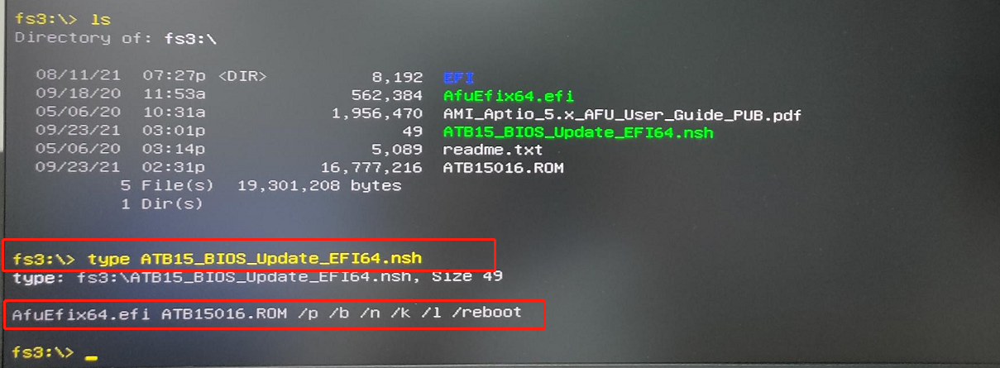 fs3:\> ls
Directory of: fs3:\
08/11/21 07:27p <DIR> 8,192 EFI
09/18/20 11:53a 562,384 AfuEfix64.efi
05/06/20 10:31a 1,956,470 AMI_Aptio_5.x_AFU_User_Guide_PUB.pdf
09/23/21 03:01p 49 ATB15_BIOS_Update_EFI64.nsh
05/06/20 03:14p 5,089 readme.txt
09/23/21 02:31p 16,777,216 ATB15016.ROM
5 File(s) 19,301,208 bytes
1 Dir(s)
fs3:\> type ATB15_BIOS_Update_EFI64.nsh
type: fs3:\ATB15_BIOS_Update_EFI64.nsh, Size 49
AfuEfix64.efi ATB15016.ROM /p /b /n /k /l /reboot
fs3:\> _